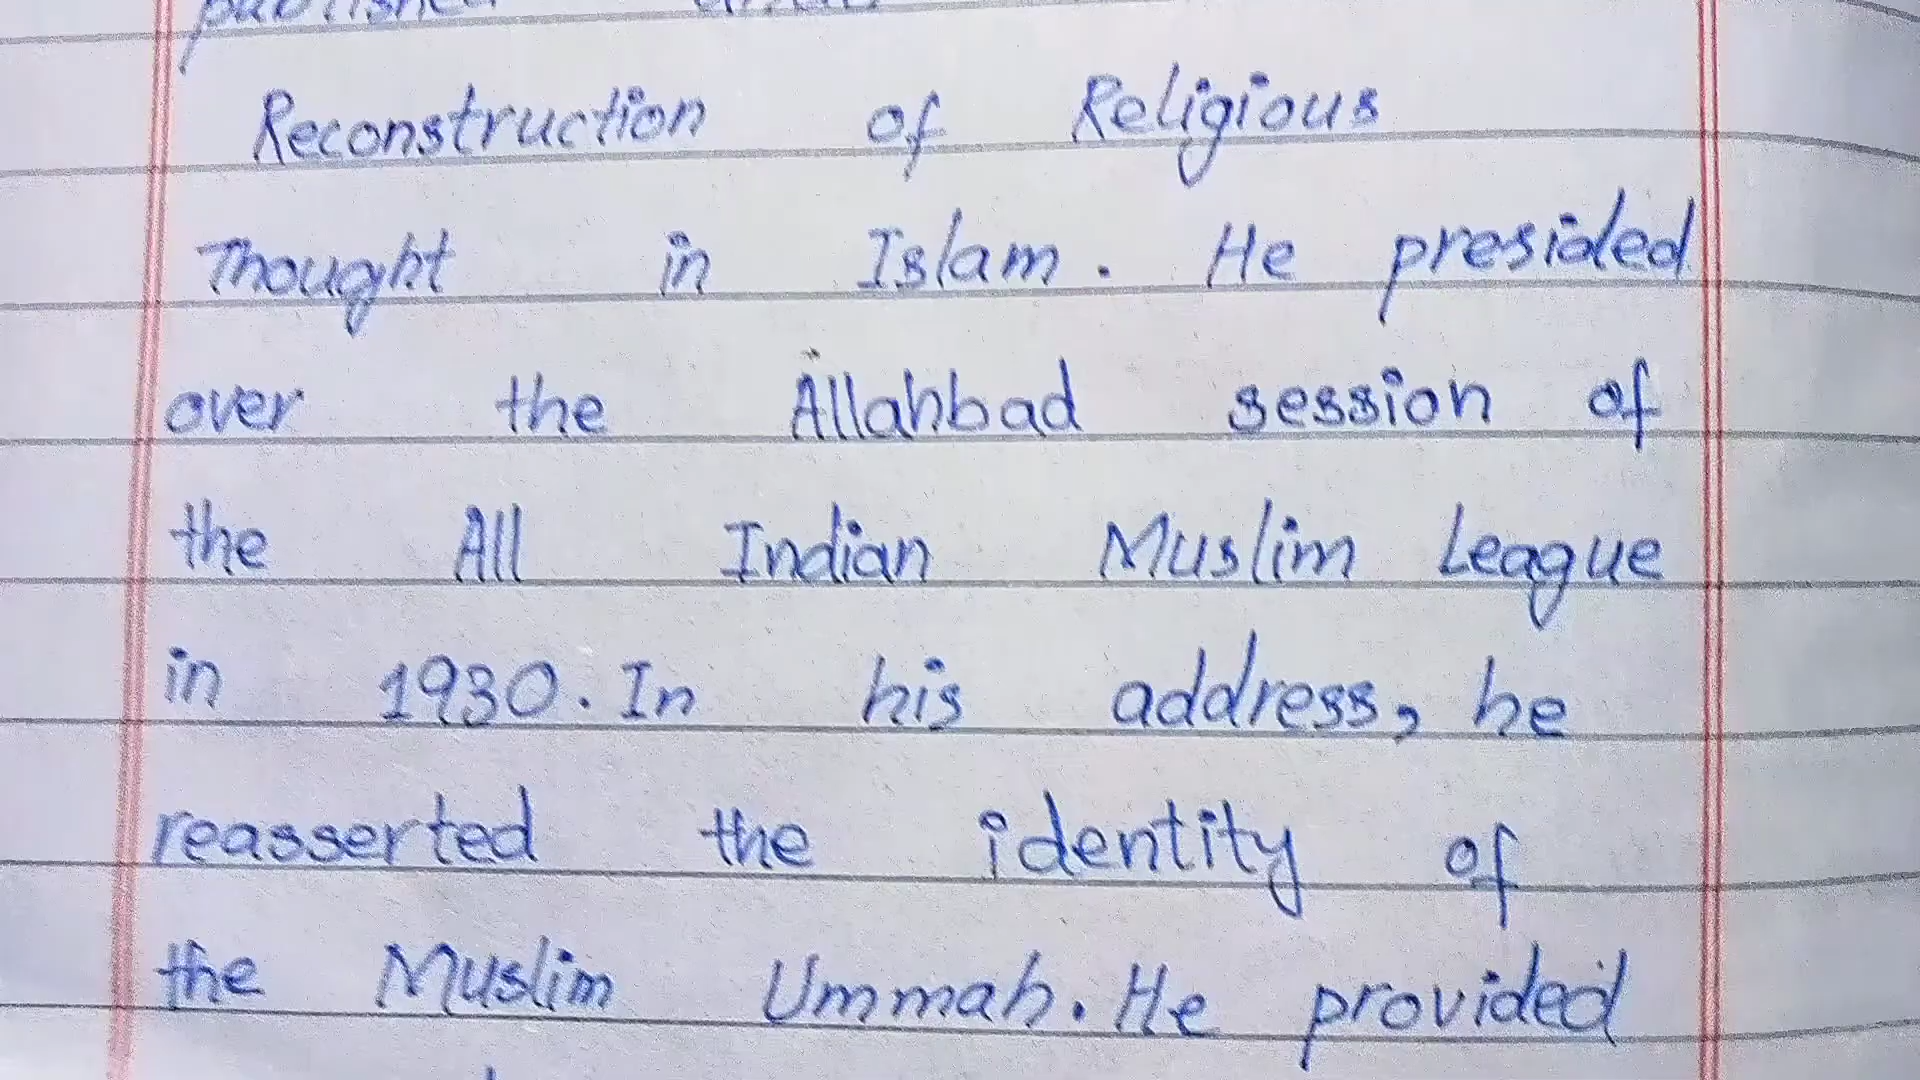 published
Reconstruction of Religious
Thought in Islam. He presided
over the Allahbad session of
the All Indian Muslim League
in 1930. In his address, he
reasserted the identity of
the Muslim Ummah. He provided